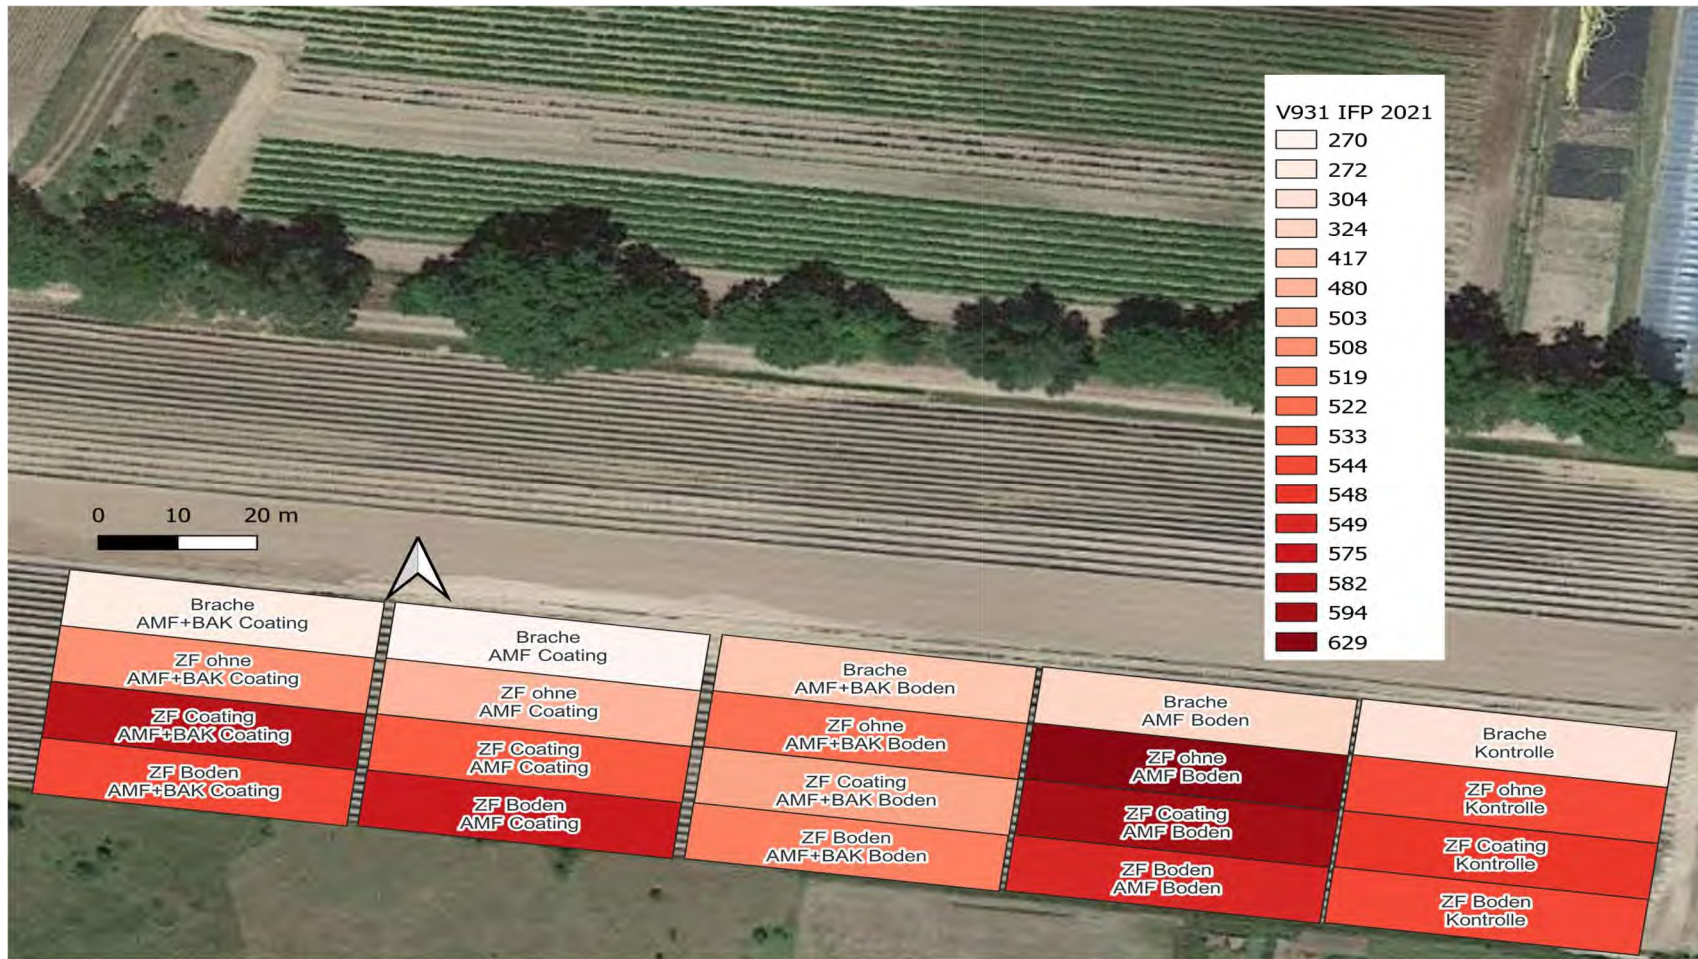 V931 IFP 2021
270
272
304
324
417
480
503
508
519
522
533
544
548
549
575
582
594
629
0 10 20 m
Brache
AMF+BAK Coating
ZF ohne
AMF+BAK Coating
ZF Coating
AMF+BAK Coating
ZF Boden
AMF+BAK Coating
Brache
AMF Coating
ZF ohne
AMF Coating
ZF Coating
AMF Coating
ZF Boden
AMF Coating
Brache
AMF+BAK Boden
ZF ohne
AMF+BAK Boden
ZF Coating
AMF+BAK Boden
ZF Boden
AMF+BAK Boden
Brache
AMF Boden
ZF ohne
AMF Boden
ZF Coating
AMF Boden
ZF Boden
AMF Boden
Brache
Kontrolle
ZF ohne
Kontrolle
ZF Coating
Kontrolle
ZF Boden
Kontrolle